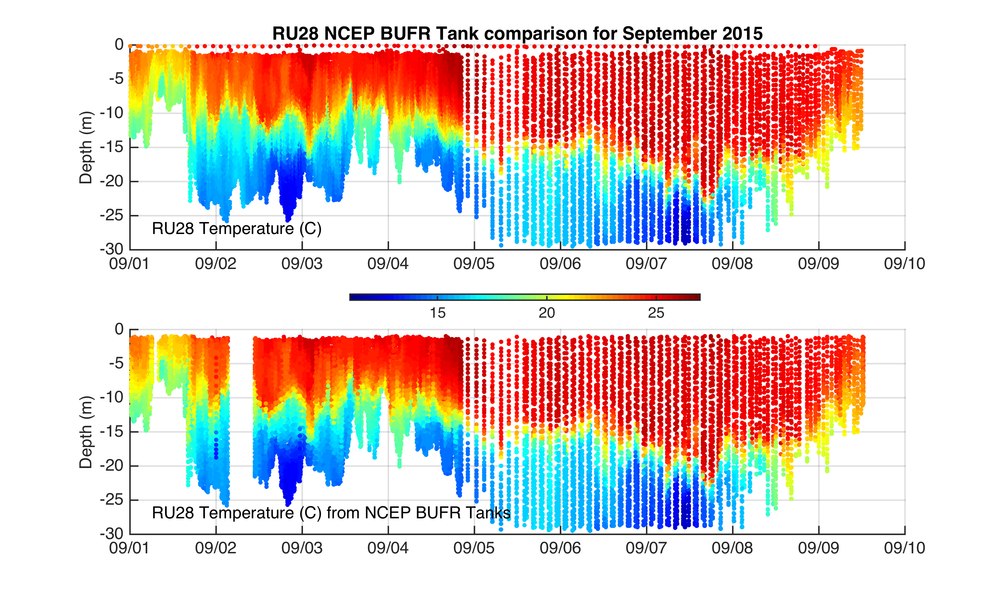 RU28 NCEP BUFR Tank comparison for September 2015
0
-5
-10
-15
-20
-25
-30
Depth (m)
RU28 Temperature (C)
09/01 09/02 09/03 09/04 09/05 09/06 09/07 09/08 09/09 09/10
15 20 25
0
-5
-10
-15
-20
-25
-30
Depth (m)
RU28 Temperature (C) from NCEP BUFR Tanks
09/01 09/02 09/03 09/04 09/05 09/06 09/07 09/08 09/09 09/10